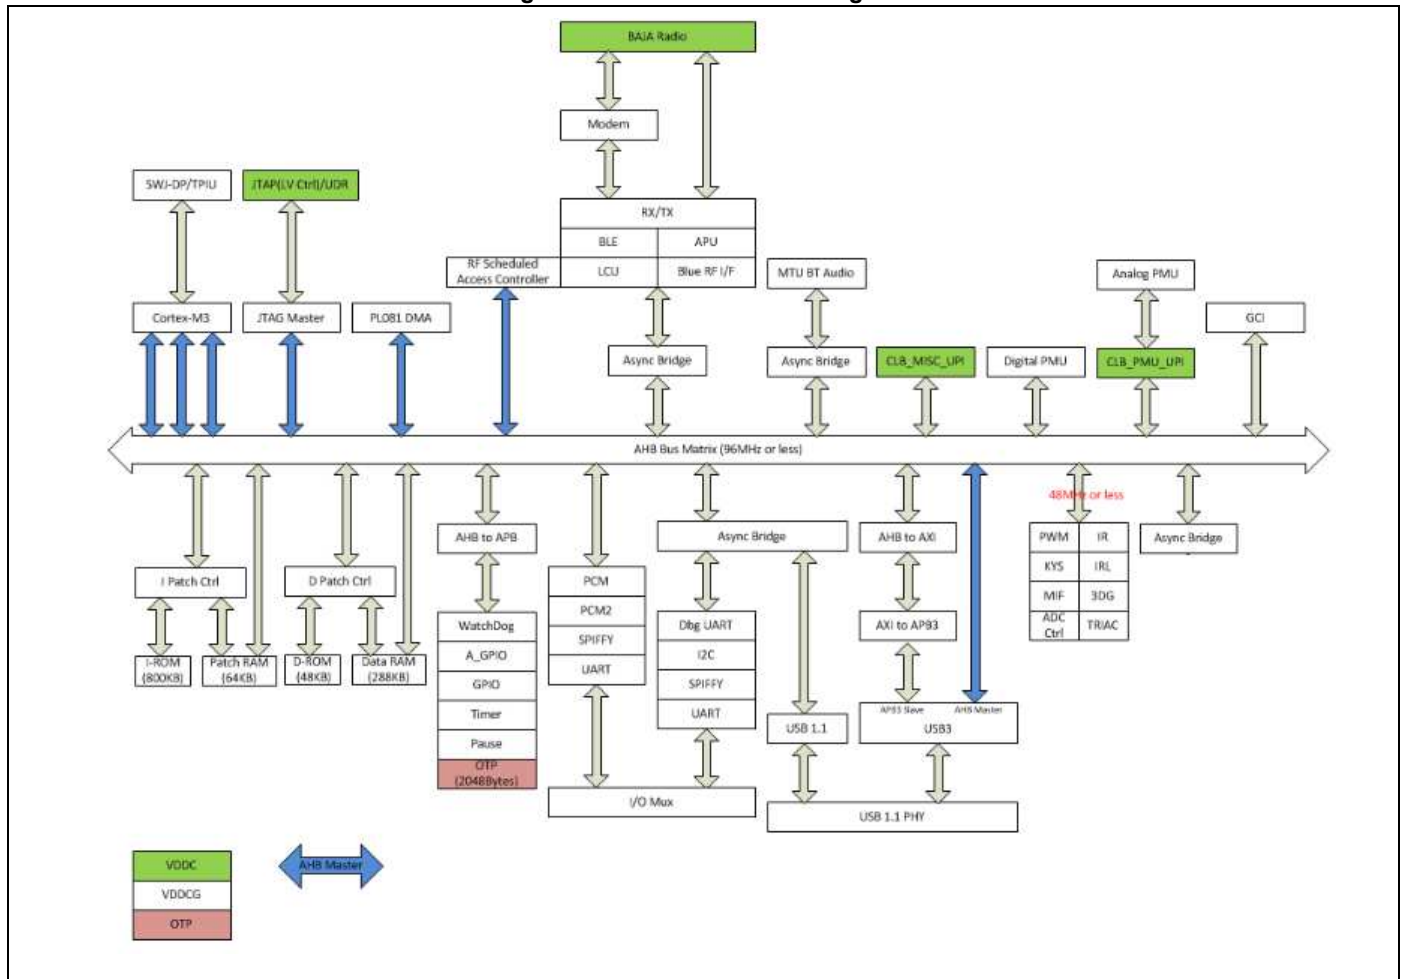 BAJA Radio
Modem
SWJ-DP/TPIU
JTAP(LV Ctrl)/UDR
RX/TX
BLE
APU
RF Scheduled
Access Controller
LCU
Blue RF I/F
MTU BT Audio
Analog PMU
Cortex-M3
JTAG Master
PL081 DMA
GCI
Async Bridge
Async Bridge
CLB_MISC_UPI
Digital PMU
CLB_PMU_UPI
AHB Bus Matrix (96MHz or less)
48MHz or less
AHB to APB
Async Bridge
AHB to AXI
PWM
IR
Async Bridge
I Patch Ctrl
D Patch Ctrl
PCM
KYS
IRL
PCM2
MIF
3DG
WatchDog
Dbg UART
AXI to APB3
ADC
Ctrl
TRIAC
SPIFFY
A_GPIO
I2C
I-ROM
(800KB)
Patch RAM
(64KB)
D-ROM
(48KB)
Data RAM
(288KB)
UART
GPIO
SPIFFY
Timer
UART
APB3 Slave
AHB Master
USB 1.1
USB3
Pause
OTP
(2048Bytes)
I/O Mux
USB 1.1 PHY
VDDC
AHB Master
VDDCG
OTP